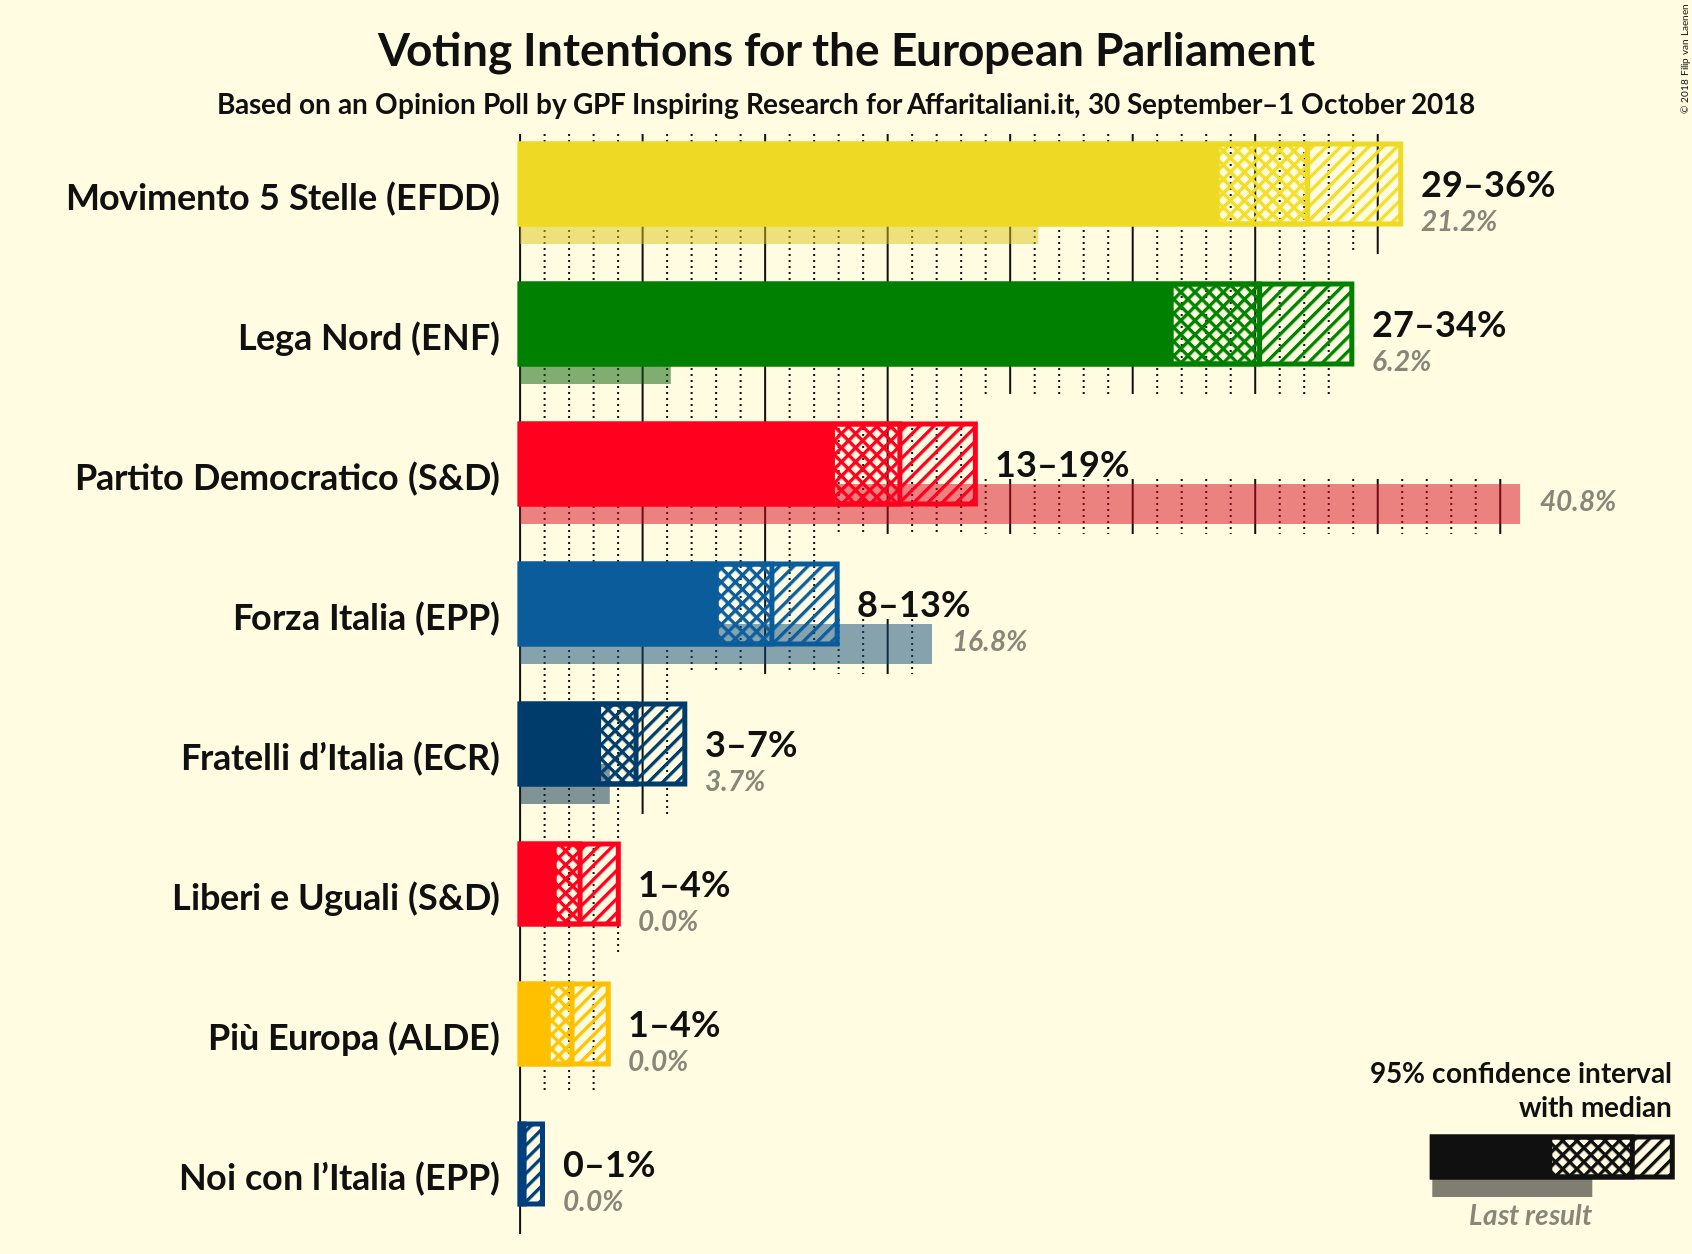 Voting Intentions for the European Parliament
Based on an Opinion Poll by GPF Inspiring Research for Affaritaliani.it, 30 September–1 October 2018
© 2018 Filip van Laenen
Movimento 5 Stelle (EFDD)
29–36%
21.2%
Lega Nord (ENF)
27–34%
6.2%
Partito Democratico (S&D)
13–19%
40.8%
Forza Italia (EPP)
8–13%
16.8%
Fratelli d’Italia (ECR)
3–7%
3.7%
Liberi e Uguali (S&D)
1–4%
0.0%
Più Europa (ALDE)
1–4%
0.0%
Noi con l’Italia (EPP)
0–1%
0.0%
95% confidence interval
with median
Last result